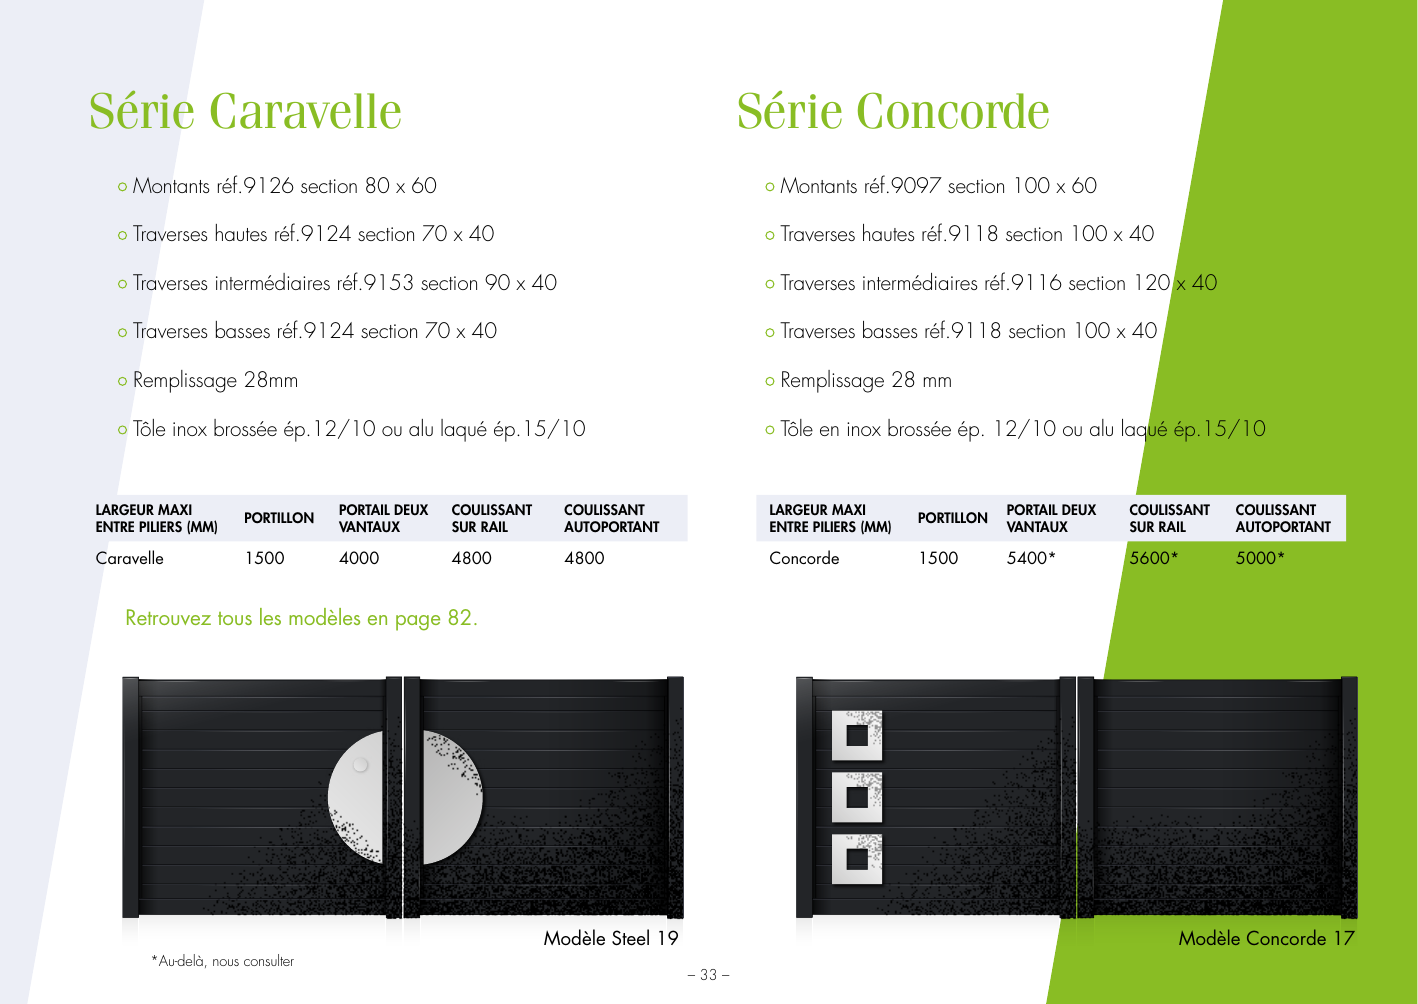 Série Caravelle
Montants réf.9126 section 80 x 60
Traverses hautes réf.9124 section 70 x 40
Traverses intermédiaires réf.9153 section 90 x 40
Traverses basses réf.9124 section 70 x 40
Remplissage 28mm
Tôle inox brossée ép.12/10 ou alu laqué ép.15/10
LARGEUR MAXI ENTRE PILIERS (MM) PORTILLON PORTAIL DEUX VANTAUX COULISSANT SUR RAIL COULISSANT AUTOPORTANT
Caravelle 1500 4000 4800 4800
Retrouvez tous les modèles en page 82.
Modèle Steel 19
*Au-delà, nous consulter
Série Concorde
Montants réf.9097 section 100 x 60
Traverses hautes réf.9118 section 100 x 40
Traverses intermédiaires réf.9116 section 120 x 40
Traverses basses réf.9118 section 100 x 40
Remplissage 28 mm
Tôle en inox brossée ép. 12/10 ou alu laqué ép.15/10
LARGEUR MAXI ENTRE PILIERS (MM) PORTILLON PORTAIL DEUX VANTAUX COULISSANT SUR RAIL COULISSANT AUTOPORTANT
Concorde 1500 5400* 5600* 5000*
Modèle Concorde 17
– 33 –